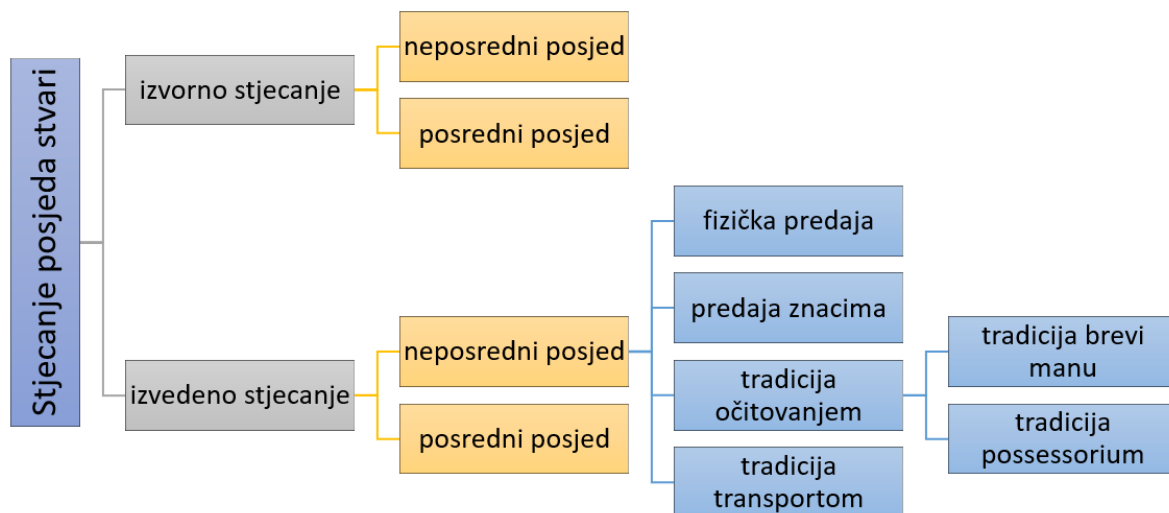 Stjecanje posjeda stvari
izvorno stjecanje
neposredni posjed
posredni posjed
izvedeno stjecanje
neposredni posjed
fizička predaja
predaja znacima
tradicija
očitovanjem
tradicija brevi
manu
tradicija
possessorium
tradicija
transportom
posredni posjed